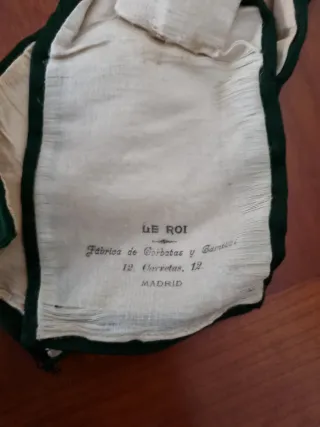 LE ROI
Fábrica de Corbatas y
12, Carretas, 12
MADRID